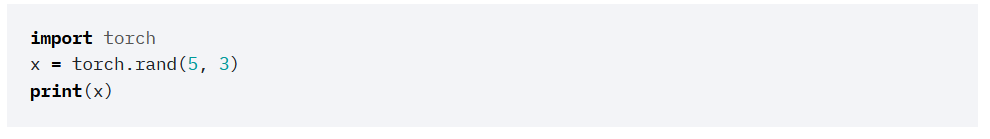 import torch
x = torch.rand(5, 3)
print(x)